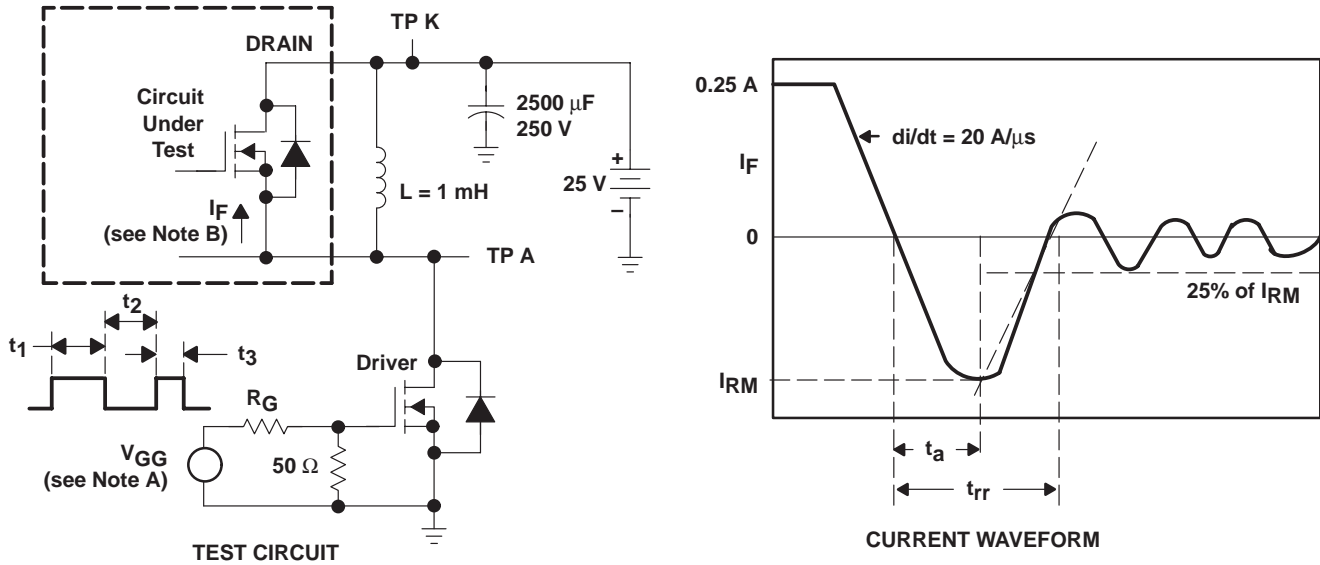 TP K
DRAIN
Circuit
Under
Test
2500 μF
250 V
+
25 V
−
L = 1 mH
IF
(see Note B)
TP A
t2
t1
t3
Driver
RG
VGG
(see Note A)
50 Ω
TEST CIRCUIT
0.25 A
di/dt = 20 A/μs
IF
0
25% of IRM
IRM
ta
trr
CURRENT WAVEFORM